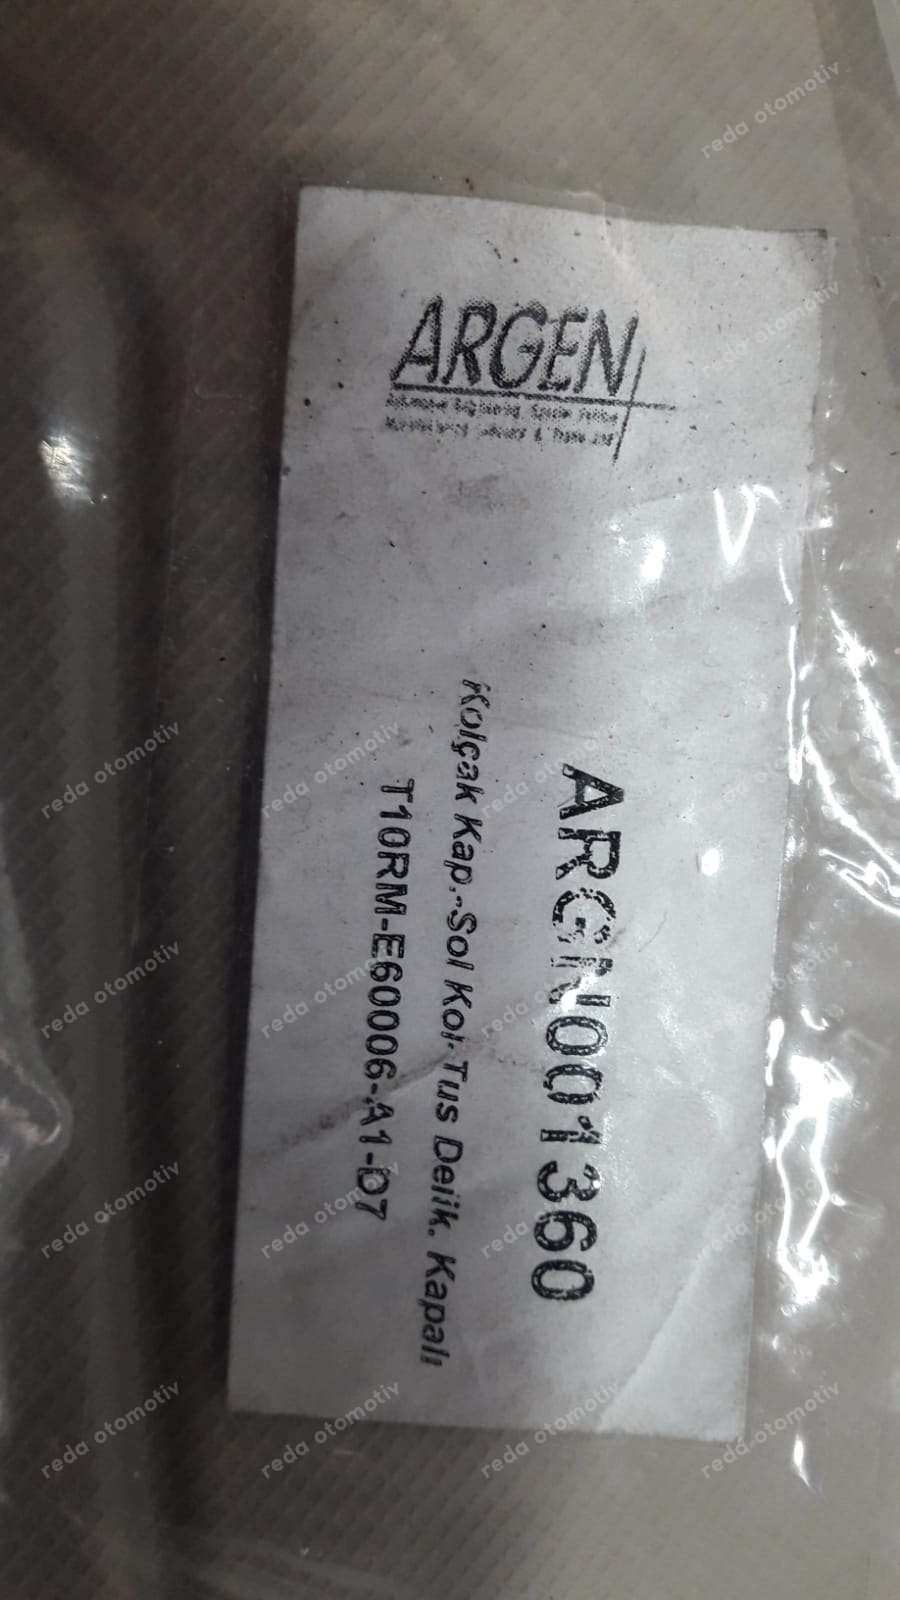 ARGEN
ARGN001360
Kolçak Kap.-Sol Kol. Tus Delik. Kapalı
T10RM-E60006-A1-D7
reda otomotiv